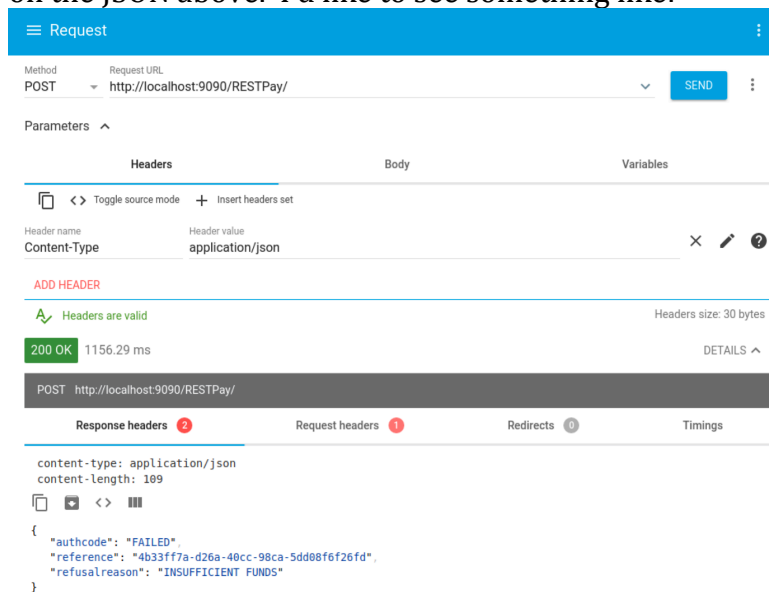 on the JSON above. I'd like to see something like:
Request
Method
Request URL
POST
http://localhost:9090/RESTPay/
SEND
Parameters
Headers
Body
Variables
Toggle source mode
Insert headers set
Header name
Header value
Content-Type
application/json
ADD HEADER
Headers are valid
Headers size: 30 bytes
200 OK
1156.29 ms
DETAILS
POST http://localhost:9090/RESTPay/
Response headers 2
Request headers 1
Redirects 0
Timings
content-type: application/json
content-length: 109
{
"authcode": "FAILED",
"reference": "4b33ff7a-d26a-40cc-98ca-5dd08f6f26fd",
"refusalreason": "INSUFFICIENT FUNDS"
}